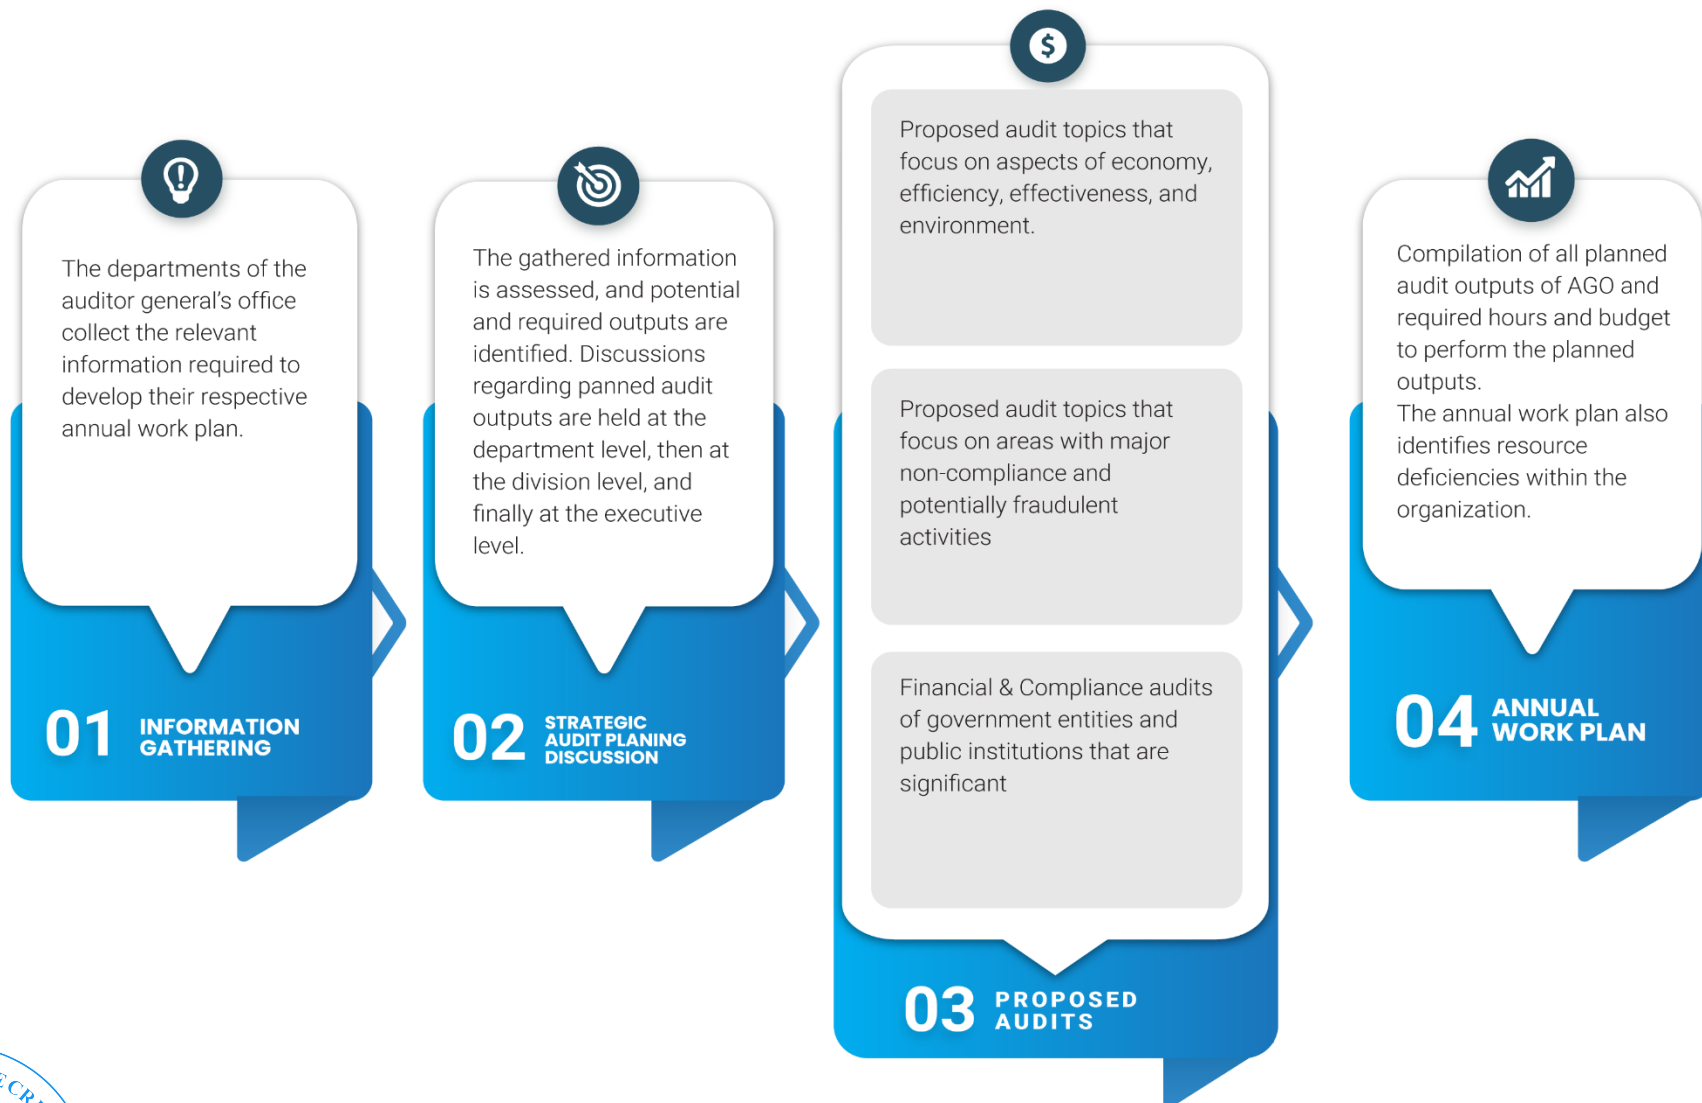 The departments of the
auditor general's office
collect the relevant
information required to
develop their respective
annual work plan.
01 INFORMATION
GATHERING
The gathered information
is assessed, and potential
and required outputs are
identified. Discussions
regarding panned audit
outputs are held at the
department level, then at
the division level, and
finally at the executive
level.
02 STRATEGIC
AUDIT PLANING
DISCUSSION
$
Proposed audit topics that
focus on aspects of economy,
efficiency, effectiveness, and
environment.
Proposed audit topics that
focus on areas with major
non-compliance and
potentially fraudulent
activities
Financial & Compliance audits
of government entities and
public institutions that are
significant
03 PROPOSED
AUDITS
Compilation of all planned
audit outputs of AGO and
required hours and budget
to perform the planned
outputs.
The annual work plan also
identifies resource
deficiencies within the
organization.
04 ANNUAL
WORK PLAN